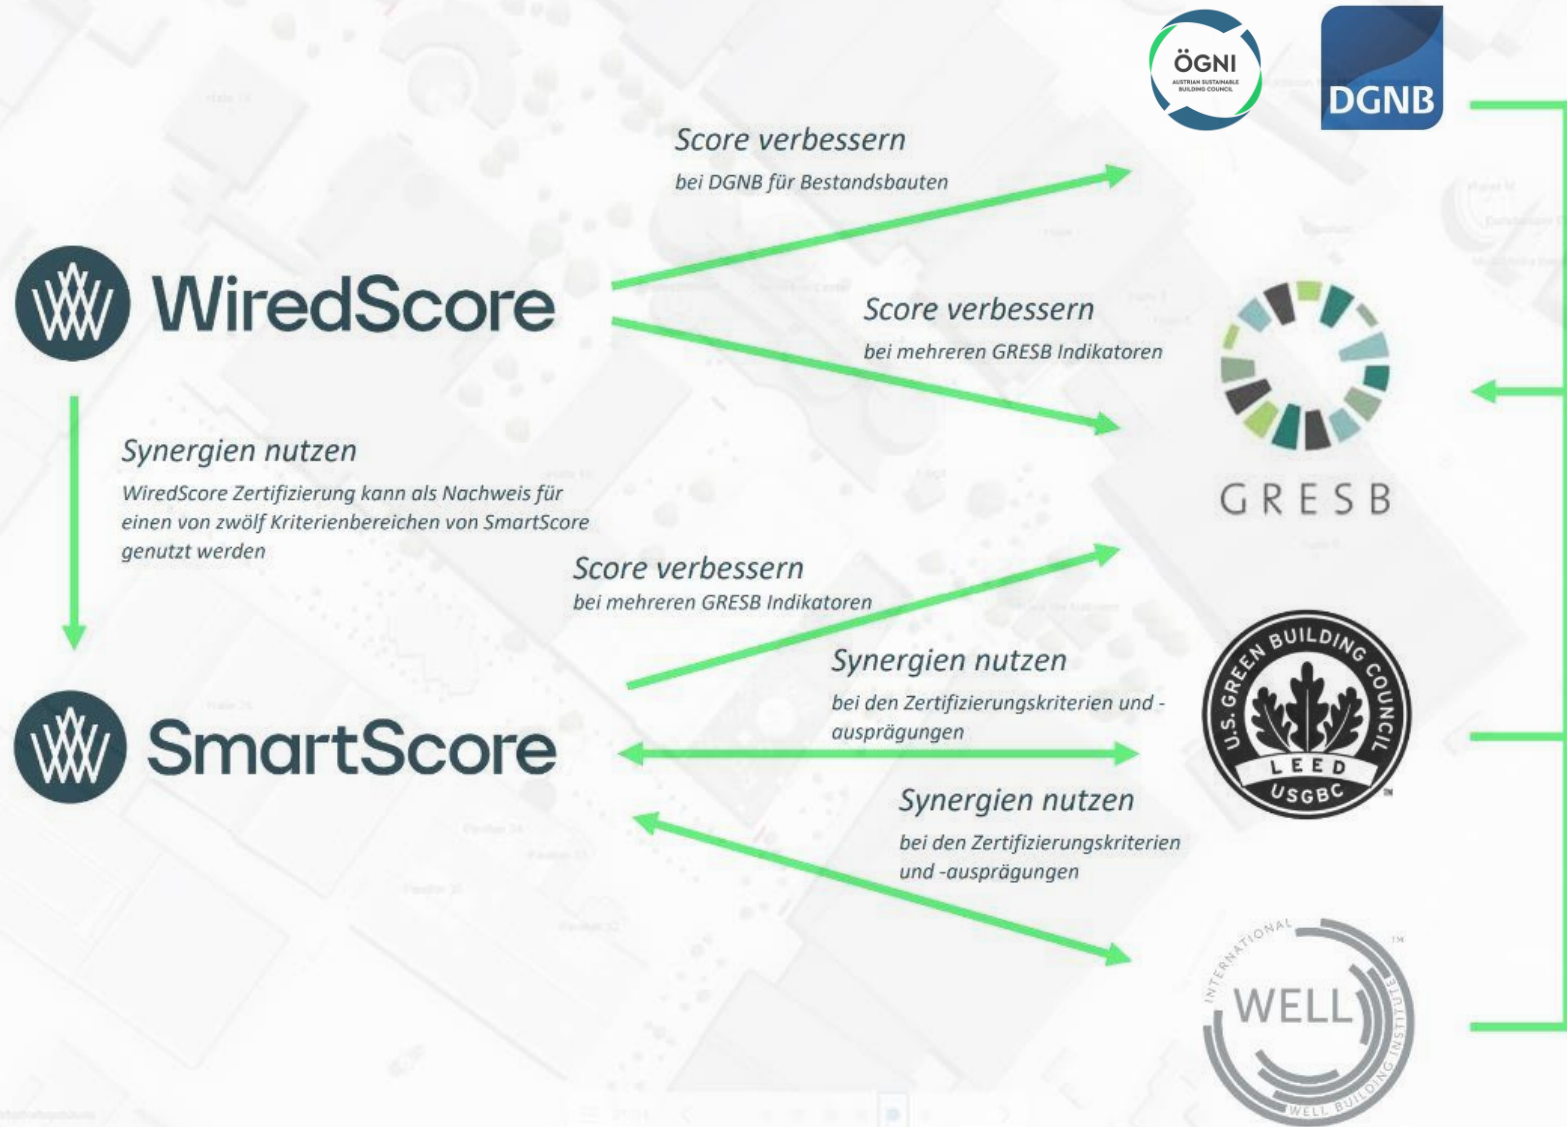 ÖGNI
AUSTRIAN SUSTAINABLE
BUILDING COUNCIL
DGNB
Score verbessern
bei DGNB für Bestandsbauten
WiredScore
Score verbessern
bei mehreren GRESB Indikatoren
GRESB
Synergien nutzen
WiredScore Zertifizierung kann als Nachweis für
einen von zwölf Kriterienbereichen von SmartScore
genutzt werden
Score verbessern
bei mehreren GRESB Indikatoren
Synergien nutzen
bei den Zertifizierungskriterien und -
ausprägungen
U.S. GREEN BUILDING COUNCIL
LEED
USGBC
TM
SmartScore
Synergien nutzen
bei den Zertifizierungskriterien
und -ausprägungen
INTERNATIONAL
WELL
WELL BUILDING INSTITUTE
TM